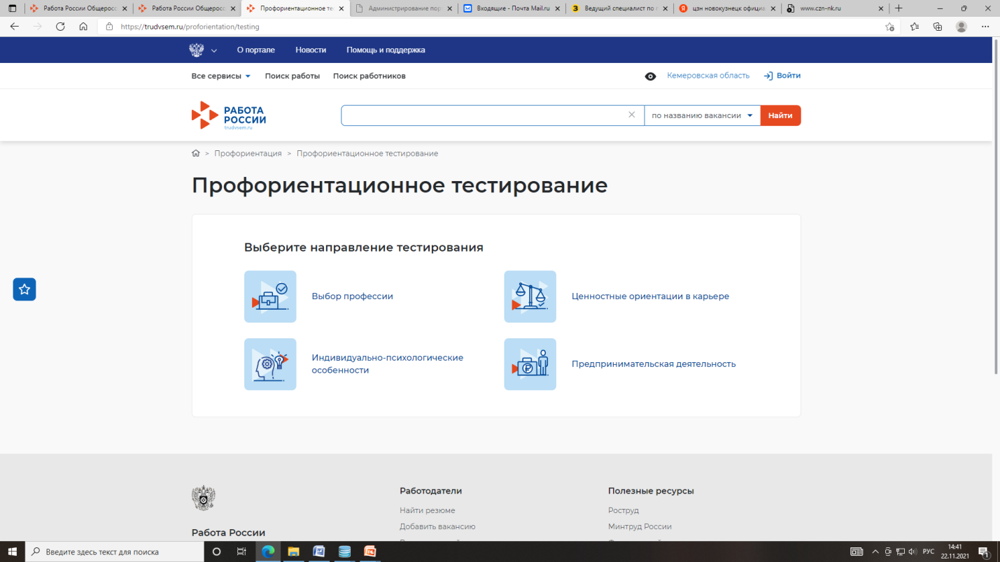 Работа России Общеросс
Работа России Общеросс
Профориентационное те
Администрирование пор
Входящие - Почта Mail.ru
Ведущий специалист по
цзн новокузнецк официа
www.czn-nk.ru
https://trudvsem.ru/proforientation/testing
О портале
Новости
Помощь и поддержка
Все сервисы
Поиск работы
Поиск работников
Кемеровская область
Войти
РАБОТА
РОССИИ
trudvsem.ru
по названию вакансии
Найти
> Профориентация > Профориентационное тестирование
Профориентационное тестирование
Выберите направление тестирования
Выбор профессии
Ценностные ориентации в карьере
Индивидуально-психологические
особенности
Предпринимательская деятельность
Работодатели
Полезные ресурсы
Найти резюме
Роструд
Работа России
Добавить вакансию
Минтруд России
Введите здесь текст для поиска
РУС
14:41
22.11.2021